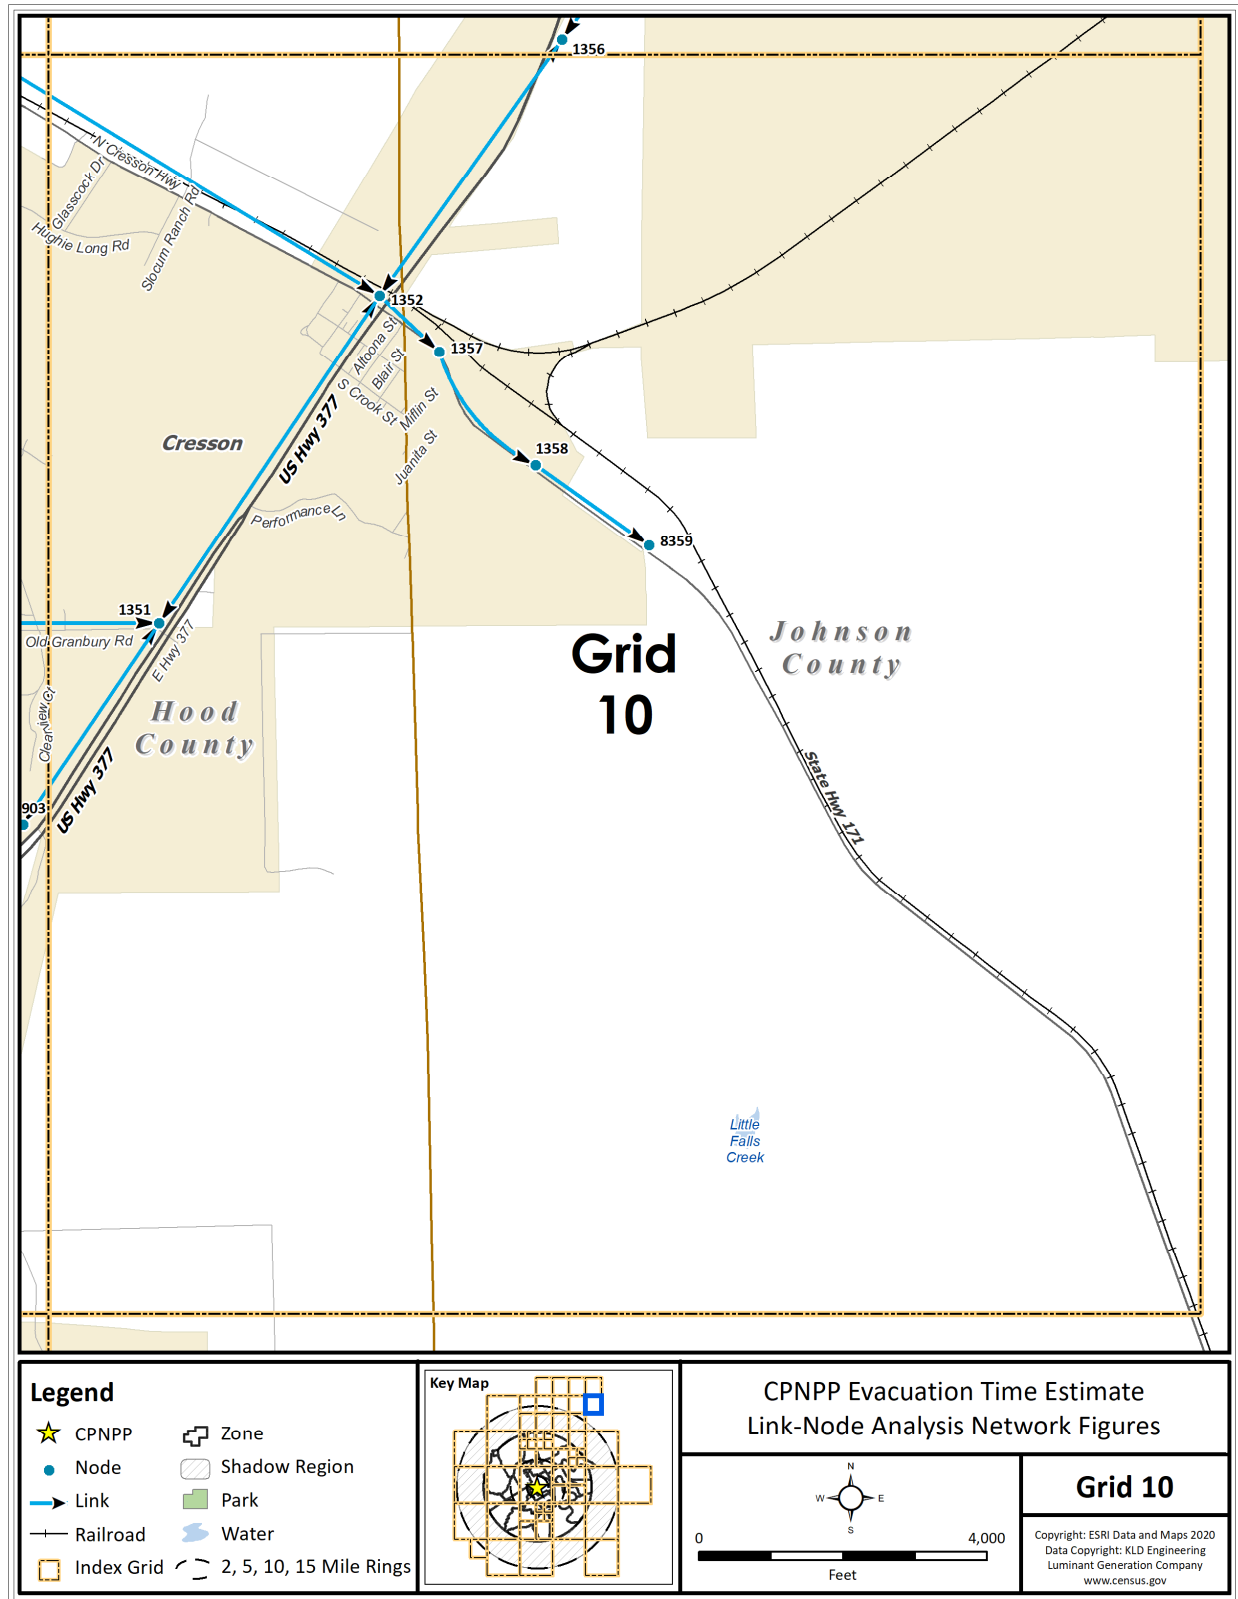 1356
N Cresson Hwy
Glasscock Dr
Hughie Long Rd
Slocum Ranch Rd
1352
1357
Altoona St
Blair St
S Crook St
Miflin St
Juanita St
US Hwy 377
Cresson
1358
Performance Ln
8359
1351
Old Granbury Rd
E Hwy 377
Clearview Ct
Hood
County
US Hwy 377
903
Grid
10
Johnson
County
State Hwy 171
Little
Falls
Creek
Legend
CPNPP
Node
Link
Railroad
Index Grid
Zone
Shadow Region
Park
Water
2, 5, 10, 15 Mile Rings
Key Map
CPNPP Evacuation Time Estimate
Link-Node Analysis Network Figures
N
W E
S
0 4,000
Feet
Grid 10
Copyright: ESRI Data and Maps 2020
Data Copyright: KLD Engineering
Luminant Generation Company
www.census.gov